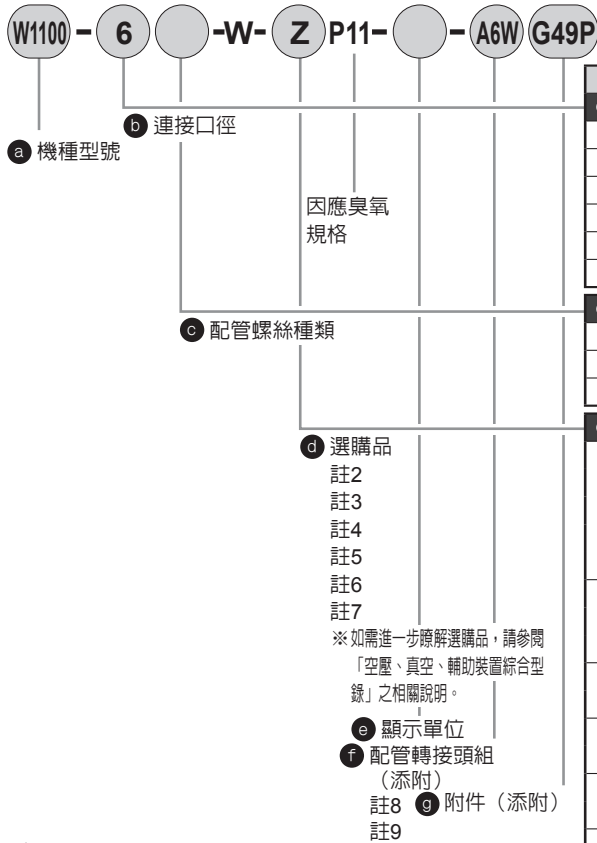 W1100 - 6 -W- Z P11- - A6W G49P
b 連接口徑
a 機種型號
因應臭氧
規格
c 配管螺絲種類
d 選購品
註2
註3
註4
註5
註6
註7
※如需進一步瞭解選購品，請參閱
「空壓、真空、輔助裝置綜合型
錄」之相關說明。
e 顯示單位
f 配管轉接頭組
（添附）
註8
g 附件（添附）
註9